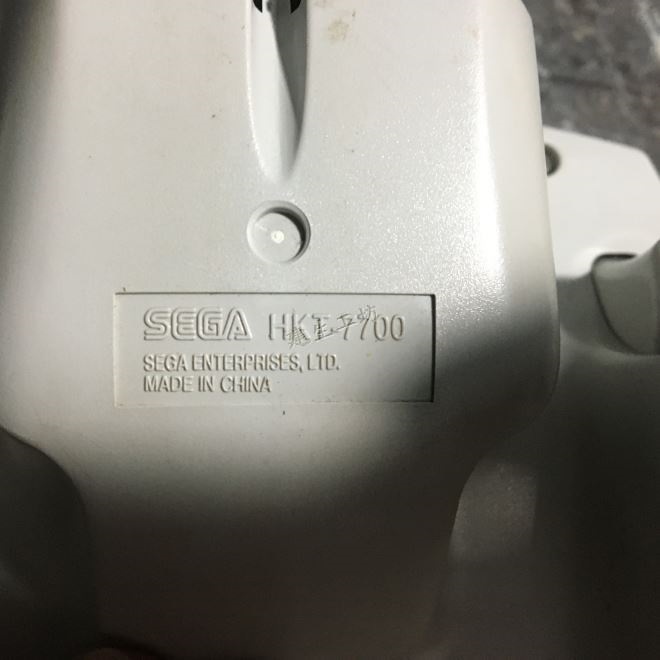 SEGA HKT-7700
SEGA ENTERPRISES, LTD.
MADE IN CHINA